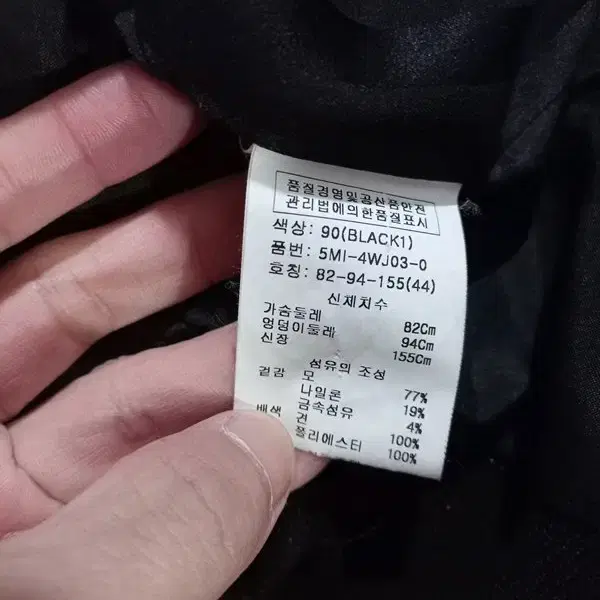 품질경영및공산품안전
관리법에의한품질표시
색상: 90(BLACK1)
품번: 5MI-4WJ03-0
호칭: 82-94-155(44)
신체치수
가슴둘레 82Cm
엉덩이둘레 94Cm
신장 155Cm
섬유의 조성
겉감 모 77%
나일론 19%
금속섬유 4%
배색 견 100%
폴리에스터 100%